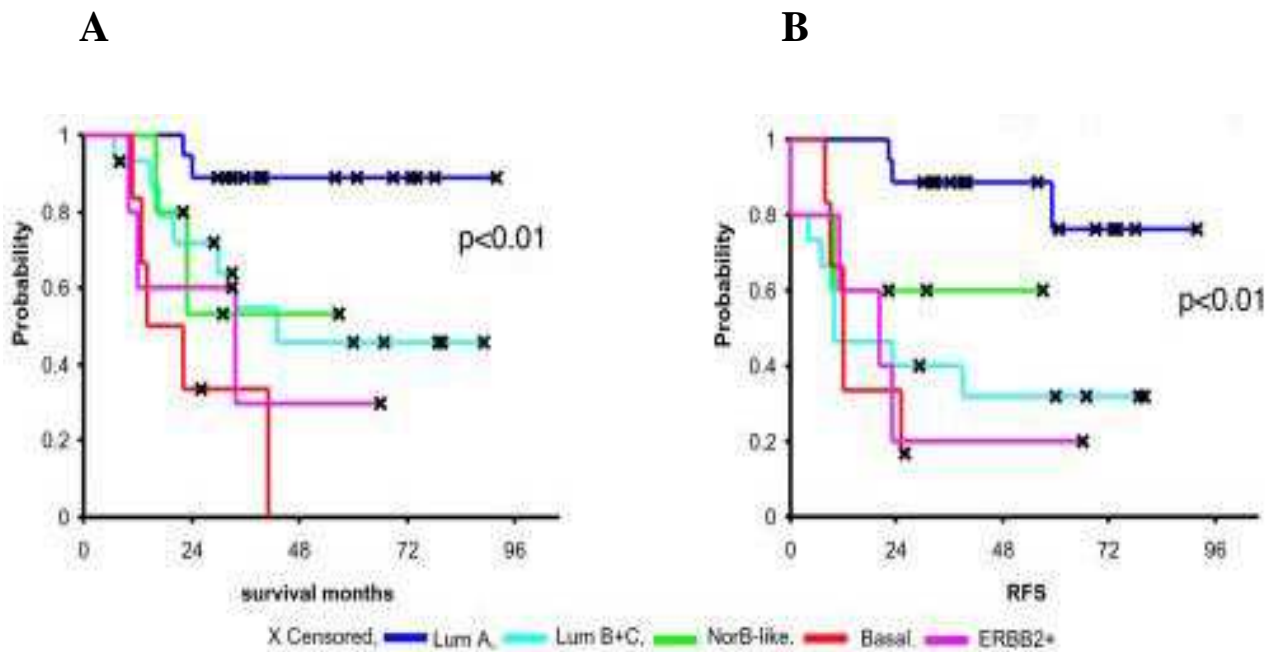 A
B
1
0.8
0.6
0.4
0.2
0
Probability
p<0.01
0 24 48 72 96
survival months
1
0.8
0.6
0.4
0.2
0
Probability
p<0.01
0 24 48 72 96
RFS
X Censored, Lum A, Lum B+C, NorB-like. Basal. ERBB2+